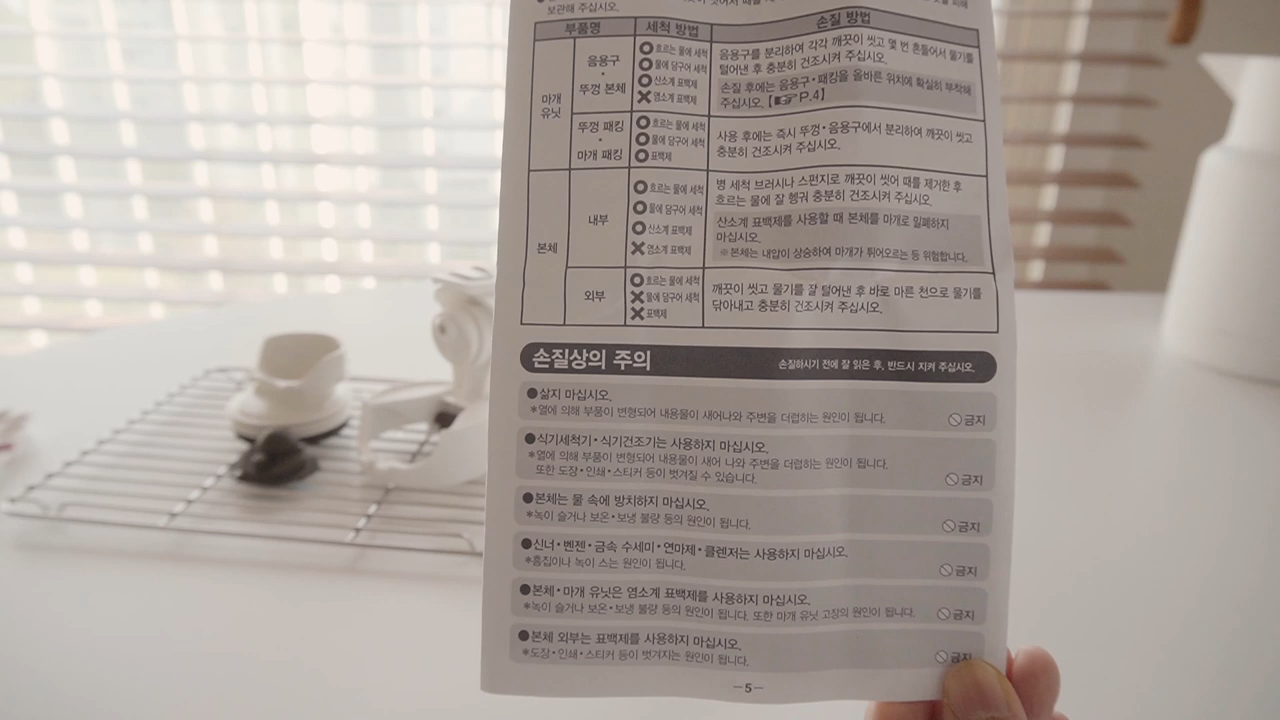 보관해 주십시오.
부품명 세척 방법 손질 방법
마개 유닛
음용구
·
뚜껑 본체
흐르는 물에 세척
물에 담구어 세척
산소계 표백제
염소계 표백제
음용구를 분리하여 각각 깨끗이 씻고 몇 번 흔들어서 물기를
털어낸 후 충분히 건조시켜 주십시오.
손질 후에는 음용구·패킹을 올바른 위치에 확실히 부착해
주십시오. 【☞P.4】
뚜껑 패킹
·
마개 패킹
흐르는 물에 세척
물에 담구어 세척
표백제
사용 후에는 즉시 뚜껑·음용구에서 분리하여 깨끗이 씻고
충분히 건조시켜 주십시오.
본체
내부
흐르는 물에 세척
물에 담구어 세척
산소계 표백제
염소계 표백제
병 세척 브러시나 스펀지로 깨끗이 씻어 때를 제거한 후
흐르는 물에 잘 헹궈 충분히 건조시켜 주십시오.
산소계 표백제를 사용할 때 본체를 마개로 밀폐하지
마십시오.
※본체는 내압이 상승하여 마개가 튀어오르는 등 위험합니다.
외부
흐르는 물에 세척
물에 담구어 세척
표백제
깨끗이 씻고 물기를 잘 털어낸 후 바로 마른 천으로 물기를
닦아내고 충분히 건조시켜 주십시오.
손질상의 주의 손질하시기 전에 잘 읽은 후, 반드시 지켜 주십시오.
●삶지 마십시오.
*열에 의해 부품이 변형되어 내용물이 새어나와 주변을 더럽히는 원인이 됩니다. 금지
●식기세척기·식기건조기는 사용하지 마십시오.
*열에 의해 부품이 변형되어 내용물이 새어 나와 주변을 더럽히는 원인이 됩니다.
또한 도장·인쇄·스티커 등이 벗겨질 수 있습니다. 금지
●본체는 물 속에 방치하지 마십시오.
*녹이 슬거나 보온·보냉 불량 등의 원인이 됩니다. 금지
●신너·벤젠·금속 수세미·연마제·클렌저는 사용하지 마십시오.
*흠집이나 녹이 스는 원인이 됩니다. 금지
●본체·마개 유닛은 염소계 표백제를 사용하지 마십시오.
*녹이 슬거나 보온·보냉 불량 등의 원인이 됩니다. 또한 마개 유닛 고장의 원인이 됩니다. 금지
●본체 외부는 표백제를 사용하지 마십시오.
*도장·인쇄·스티커 등이 벗겨지는 원인이 됩니다. 금지
-5-